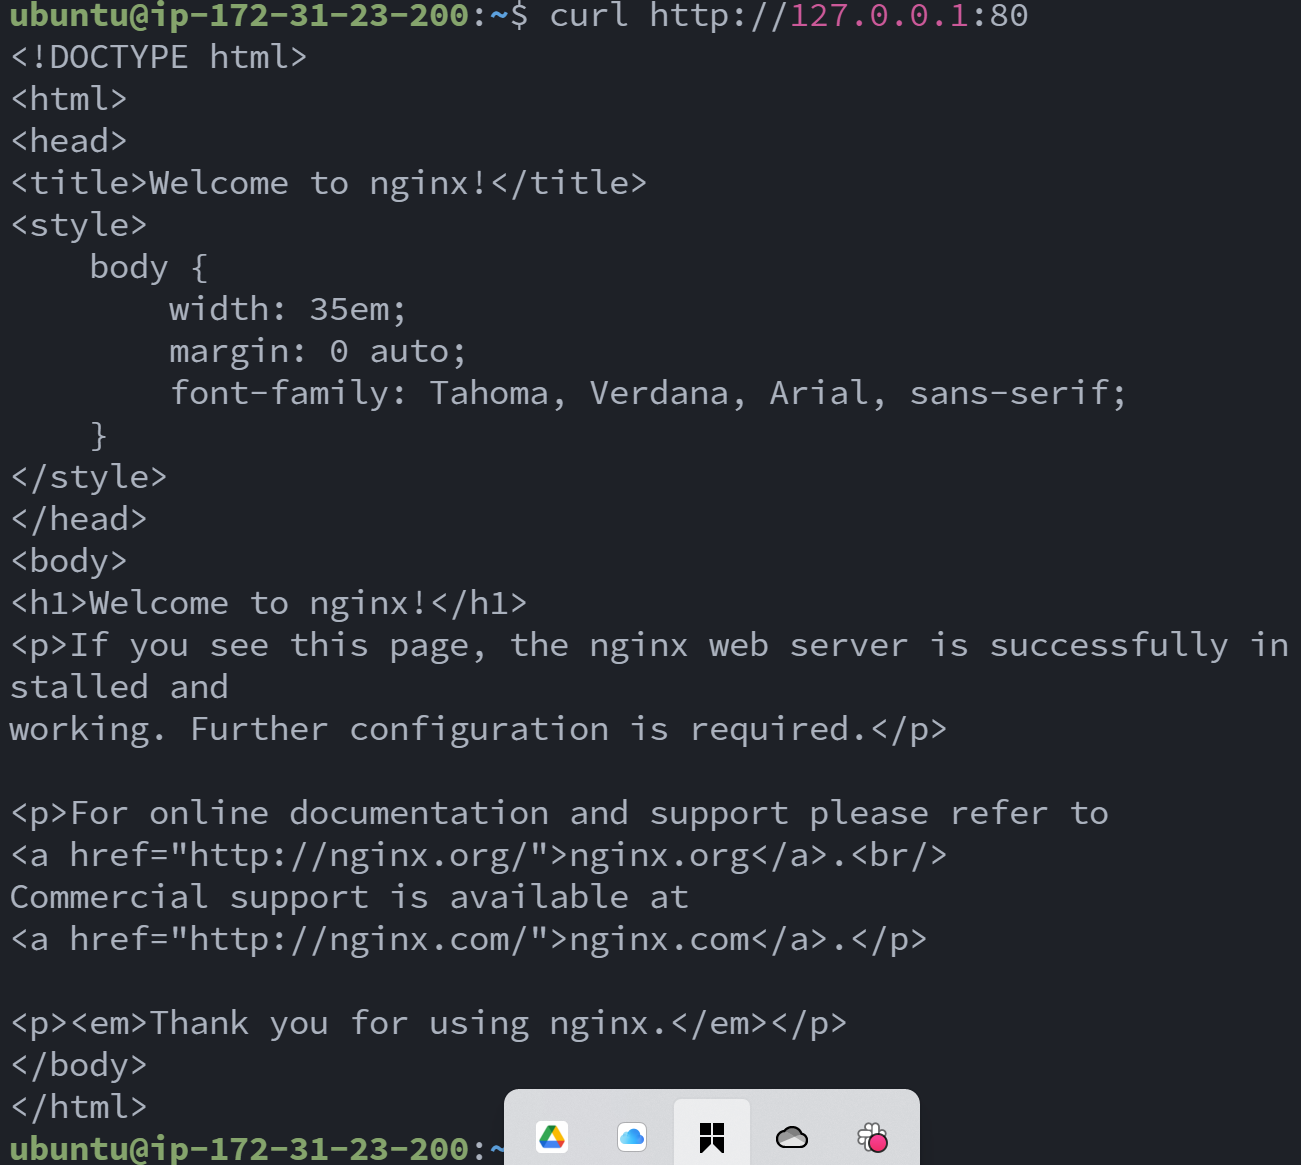 ubuntu@ip-172-31-23-200:~$ curl http://127.0.0.1:80
<!DOCTYPE html>
<html>
<head>
<title>Welcome to nginx!</title>
<style>
    body {
        width: 35em;
        margin: 0 auto;
        font-family: Tahoma, Verdana, Arial, sans-serif;
    }
</style>
</head>
<body>
<h1>Welcome to nginx!</h1>
<p>If you see this page, the nginx web server is successfully in
stalled and
working. Further configuration is required.</p>

<p>For online documentation and support please refer to
<a href="http://nginx.org/">nginx.org</a>.<br/>
Commercial support is available at
<a href="http://nginx.com/">nginx.com</a>.</p>

<p><em>Thank you for using nginx.</em></p>
</body>
</html>
ubuntu@ip-172-31-23-200:~